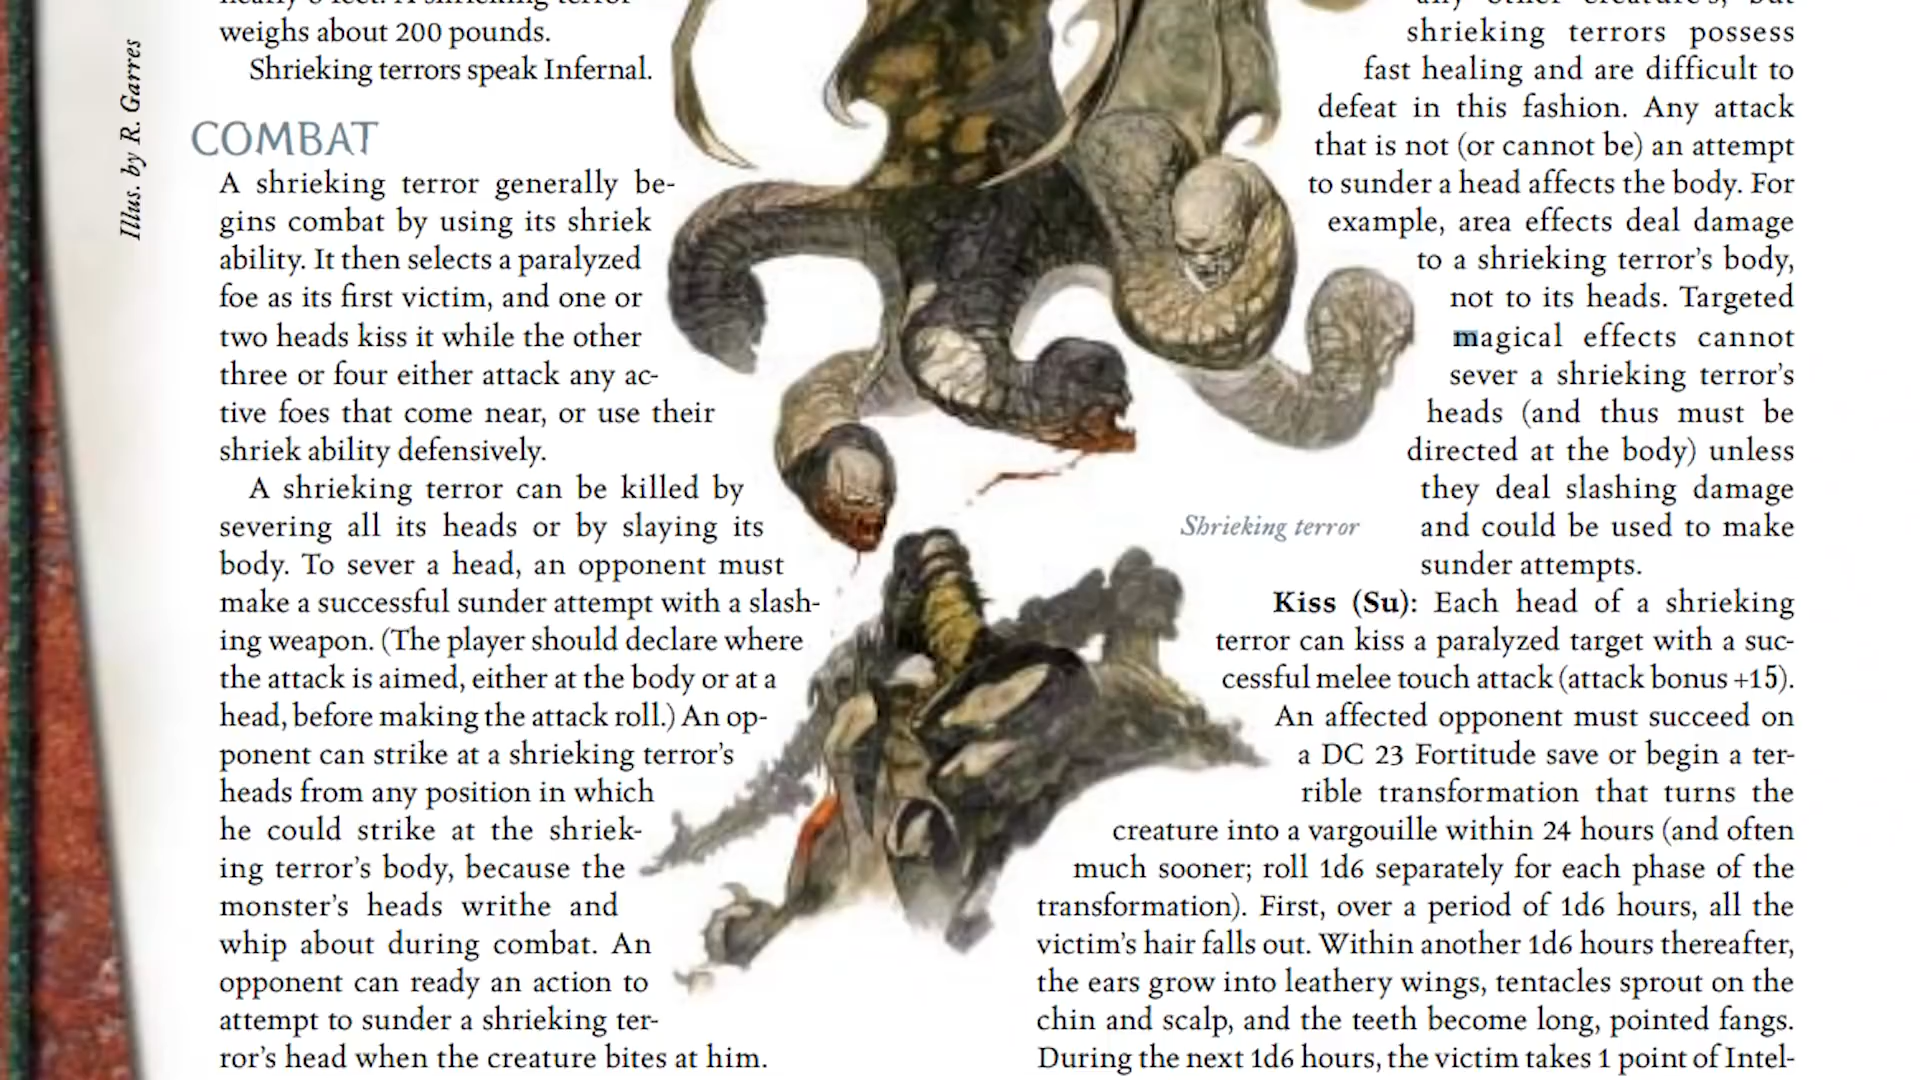 weighs about 200 pounds.
Shrieking terrors speak Infernal.
Illus. by R. Garres
COMBAT
A shrieking terror generally be-
gins combat by using its shriek
ability. It then selects a paralyzed
foe as its first victim, and one or
two heads kiss it while the other
three or four either attack any ac-
tive foes that come near, or use their
shriek ability defensively.
A shrieking terror can be killed by
severing all its heads or by slaying its
body. To sever a head, an opponent must
make a successful sunder attempt with a slash-
ing weapon. (The player should declare where
the attack is aimed, either at the body or at a
head, before making the attack roll.) An op-
ponent can strike at a shrieking terror's
heads from any position in which
he could strike at the shriek-
ing terror's body, because the
monster's heads writhe and
whip about during combat. An
opponent can ready an action to
attempt to sunder a shrieking ter-
ror's head when the creature bites at him.
Shrieking terror
any other creature's, but
shrieking terrors possess
fast healing and are difficult to
defeat in this fashion. Any attack
that is not (or cannot be) an attempt
to sunder a head affects the body. For
example, area effects deal damage
to a shrieking terror's body,
not to its heads. Targeted
magical effects cannot
sever a shrieking terror's
heads (and thus must be
directed at the body) unless
they deal slashing damage
and could be used to make
sunder attempts.
Kiss (Su): Each head of a shrieking
terror can kiss a paralyzed target with a suc-
cessful melee touch attack (attack bonus +15).
An affected opponent must succeed on
a DC 23 Fortitude save or begin a ter-
rible transformation that turns the
creature into a vargouille within 24 hours (and often
much sooner; roll 1d6 separately for each phase of the
transformation). First, over a period of 1d6 hours, all the
victim's hair falls out. Within another 1d6 hours thereafter,
the ears grow into leathery wings, tentacles sprout on the
chin and scalp, and the teeth become long, pointed fangs.
During the next 1d6 hours, the victim takes 1 point of Intel-